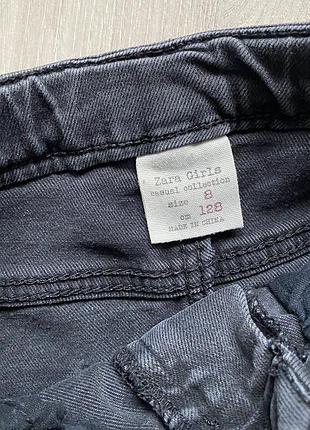 Zara Girls
casual collection
size 8
cm 128
MADE IN CHINA